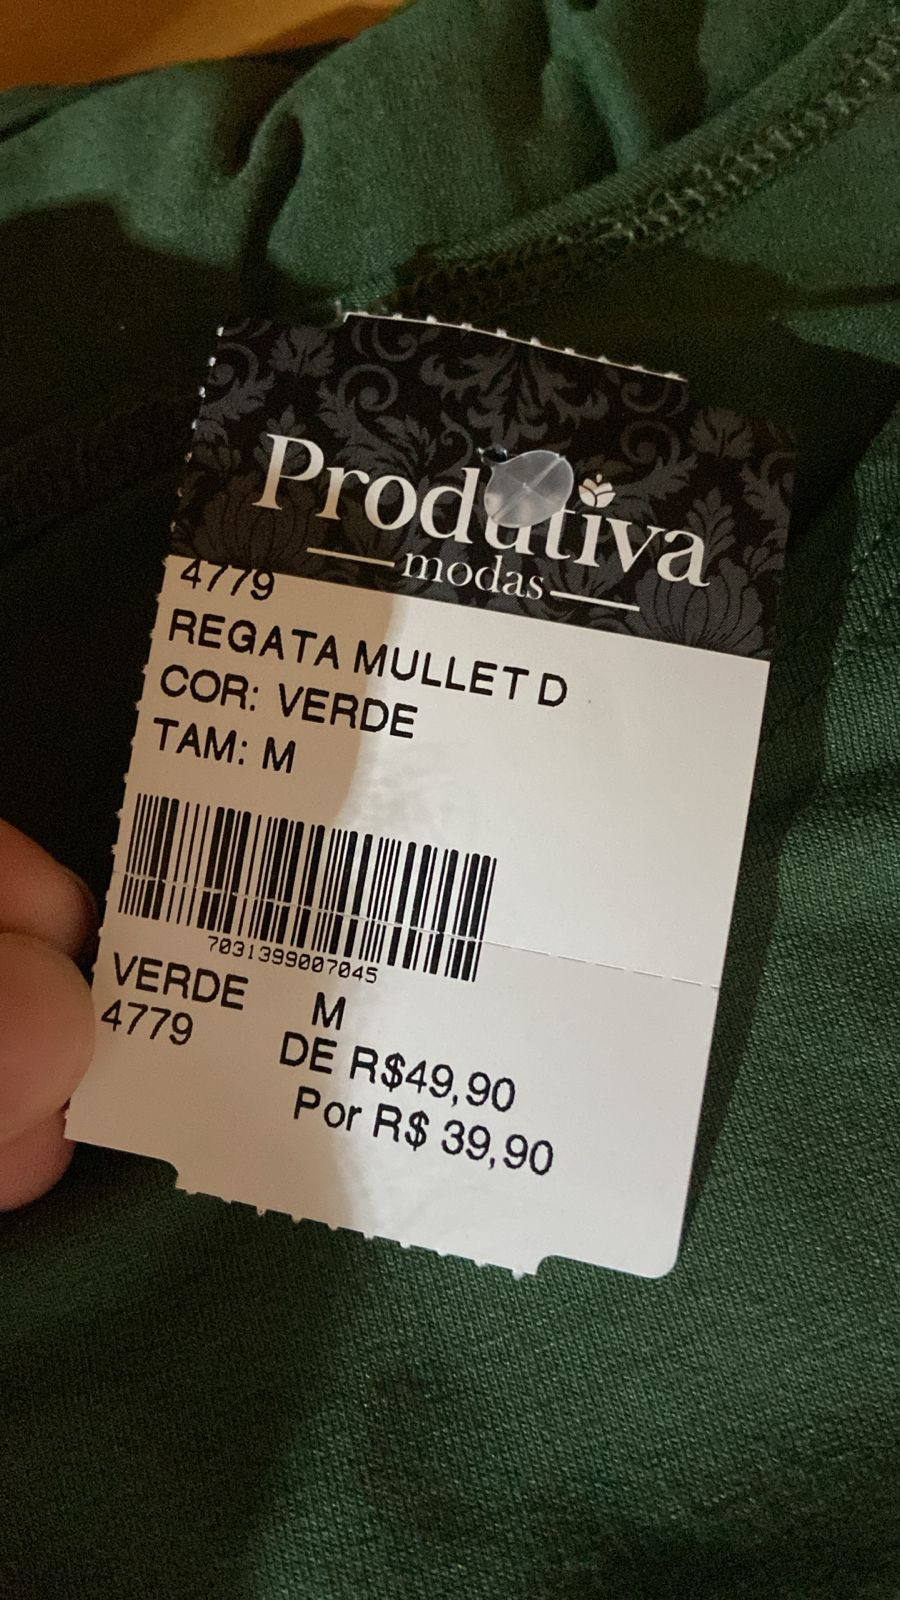 Produtiva
modas
4779
REGATA MULLET D
COR: VERDE
TAM: M
7031399007045
VERDE M
4779
DE R$49,90
Por R$ 39,90